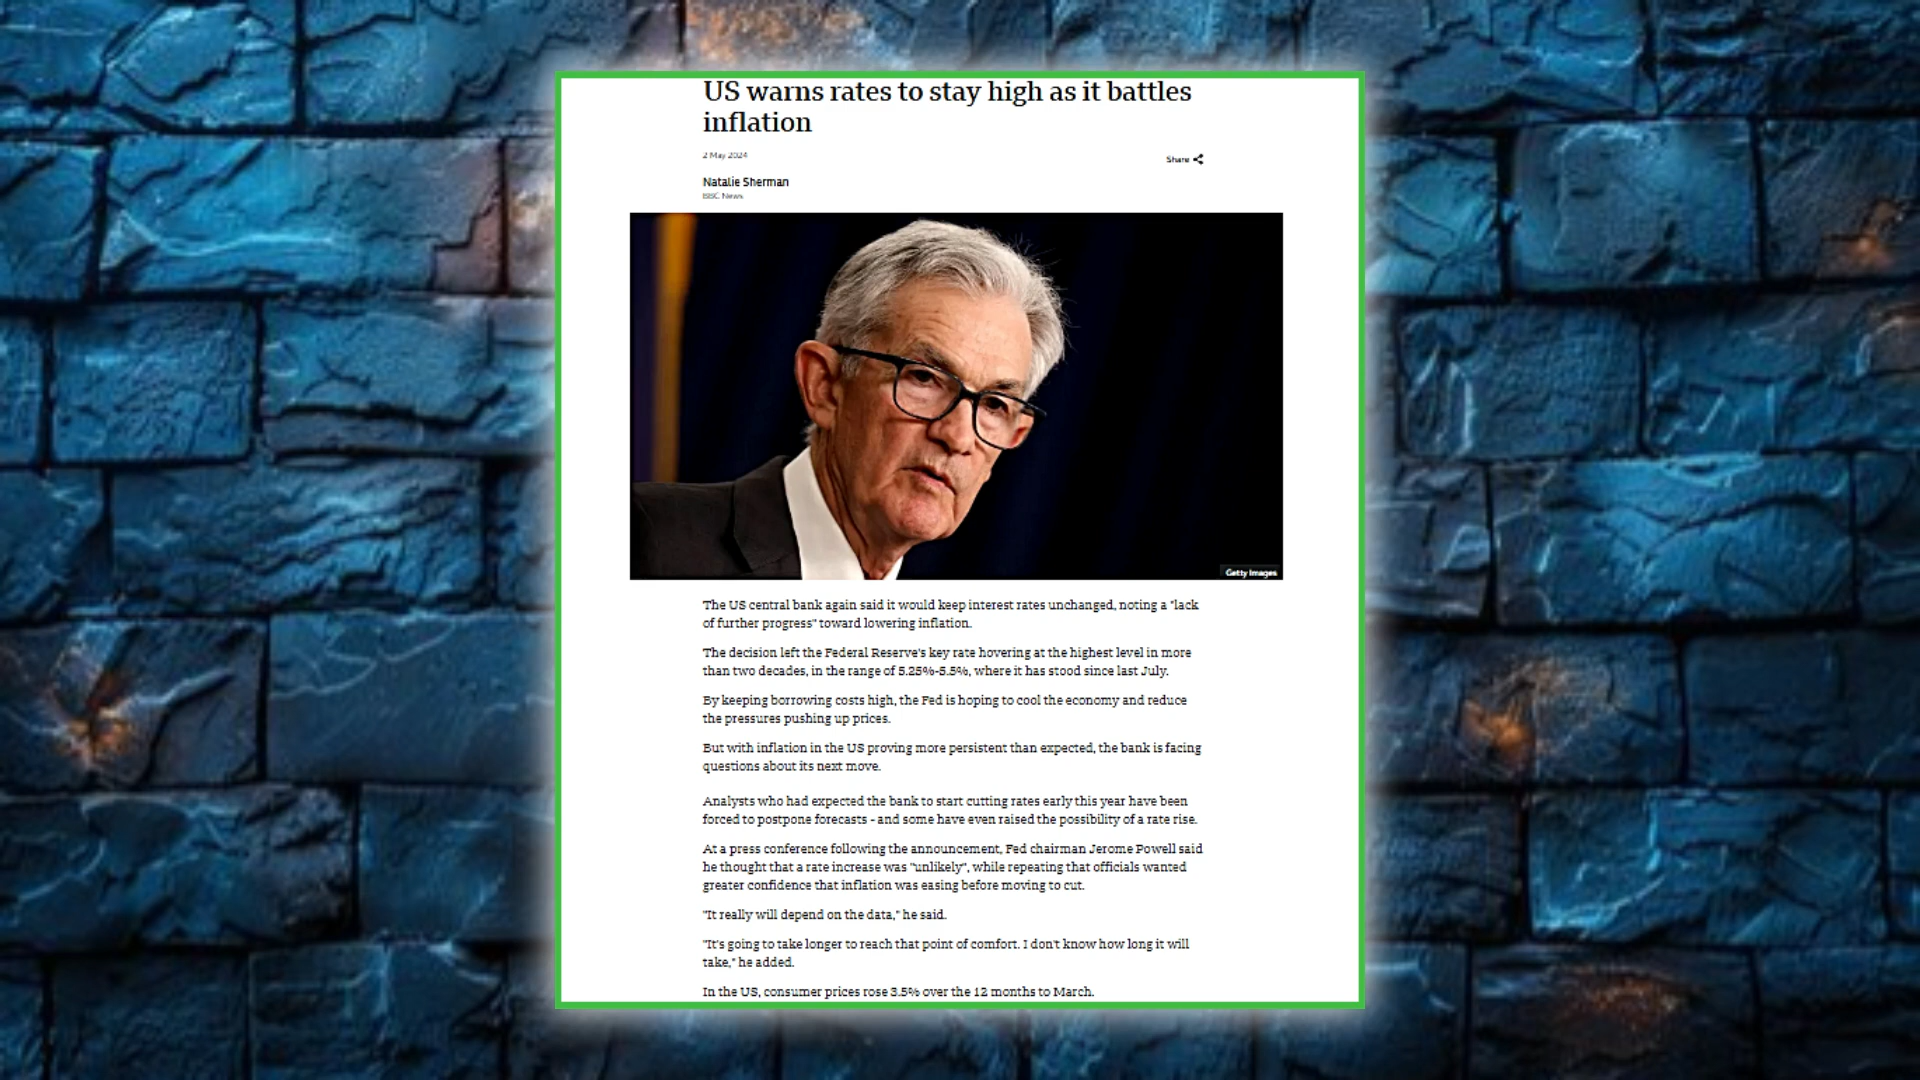 US warns rates to stay high as it battles
inflation
2 May 2024
Share
Natalie Sherman
BBC News
Getty Images
The US central bank again said it would keep interest rates unchanged, noting a "lack
of further progress" toward lowering inflation.
The decision left the Federal Reserve's key rate hovering at the highest level in more
than two decades, in the range of 5.25%-5.5%, where it has stood since last July.
By keeping borrowing costs high, the Fed is hoping to cool the economy and reduce
the pressures pushing up prices.
But with inflation in the US proving more persistent than expected, the bank is facing
questions about its next move.
Analysts who had expected the bank to start cutting rates early this year have been
forced to postpone forecasts - and some have even raised the possibility of a rate rise.
At a press conference following the announcement, Fed chairman Jerome Powell said
he thought that a rate increase was "unlikely", while repeating that officials wanted
greater confidence that inflation was easing before moving to cut.
"It really will depend on the data," he said.
"It's going to take longer to reach that point of comfort. I don't know how long it will
take," he added.
In the US, consumer prices rose 3.5% over the 12 months to March.